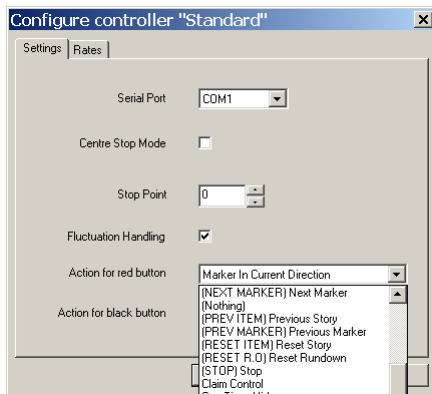 Configure controller "Standard"
Settings Rates
Serial Port COM1
Centre Stop Mode
Stop Point 0
Fluctuation Handling
Action for red button Marker In Current Direction
(NEXT MARKER) Next Marker
(Nothing)
Action for black button
(PREV ITEM) Previous Story
(PREV MARKER) Previous Marker
(RESET ITEM) Reset Story
(RESET R.O) Reset Rundown
(STOP) Stop
Claim Control